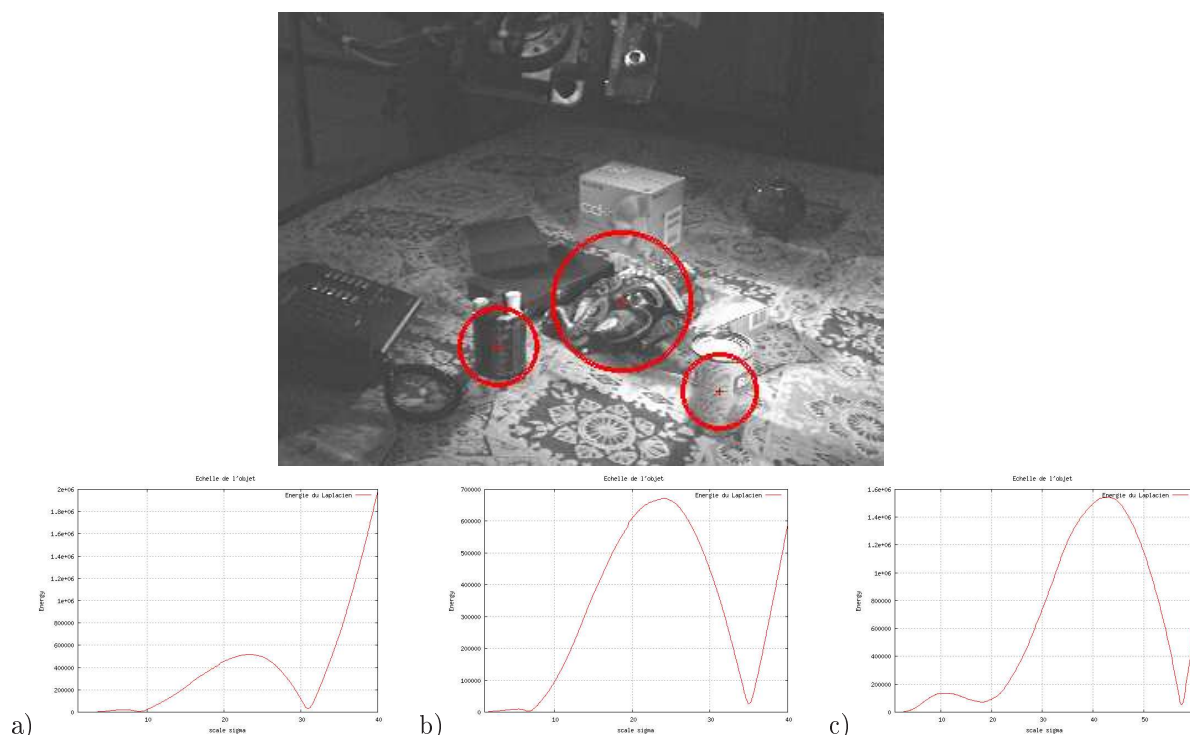 Echelle de l'objet
Energie du Laplacien
2e+06
1.8e+06
1.6e+06
1.4e+06
1.2e+06
1e+06
800000
600000
400000
200000
0
Energy
10 20 30 40
scale sigma
a)
Echelle de l'objet
Energie du Laplacien
700000
600000
500000
400000
300000
200000
100000
0
Energy
10 20 30 40
scale sigma
b)
Echelle de l'objet
Energie du Laplacien
1.6e+06
1.4e+06
1.2e+06
1e+06
800000
600000
400000
200000
0
Energy
10 20 30 40 50
scale sigma
c)